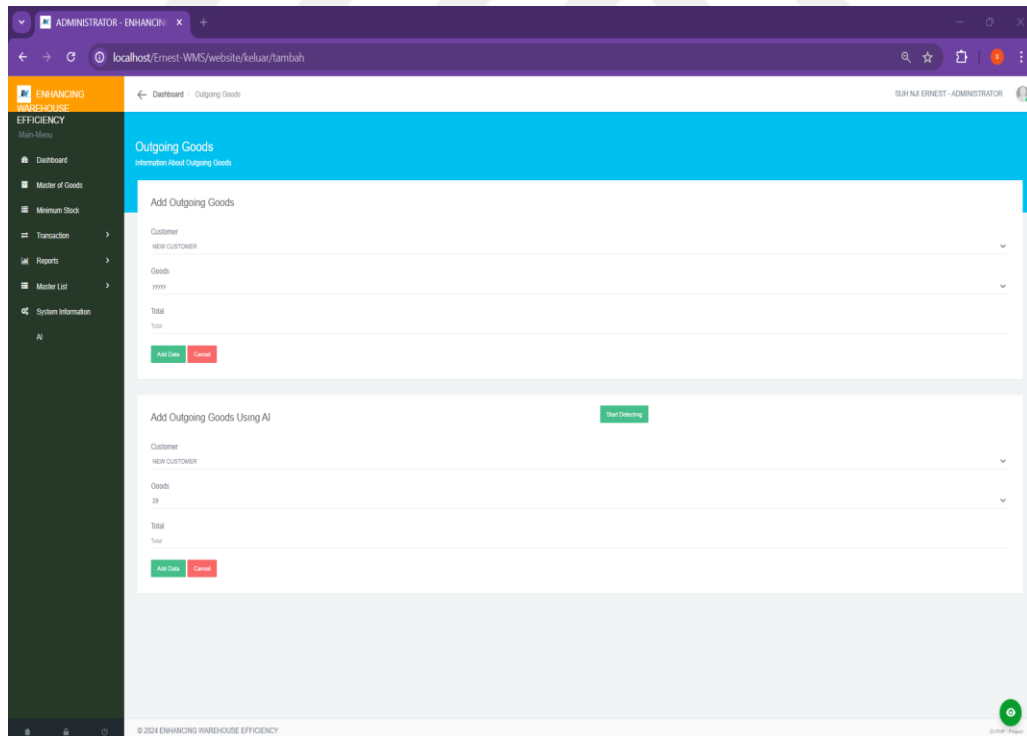 ADMINISTRATOR - ENHANCIN
localhost/Ernest-WMS/website/keluar/tambah
S
ENHANCING
WAREHOUSE
EFFICIENCY
Main-Menu
Dashboard
Master of Goods
Minimum Stock
Transaction
Reports
Master List
System Information
AI
Dashboard / Outgoing Goods
SUH NJI ERNEST - ADMINISTRATOR
Outgoing Goods
Information About Outgoing Goods
Add Outgoing Goods
Customer
NEW CUSTOMER
Goods
Total
Total
Add Data Cancel
Add Outgoing Goods Using AI
Start Detecting
Customer
NEW CUSTOMER
Goods
28
Total
Total
Add Data Cancel
© 2024 ENHANCING WAREHOUSE EFFICIENCY